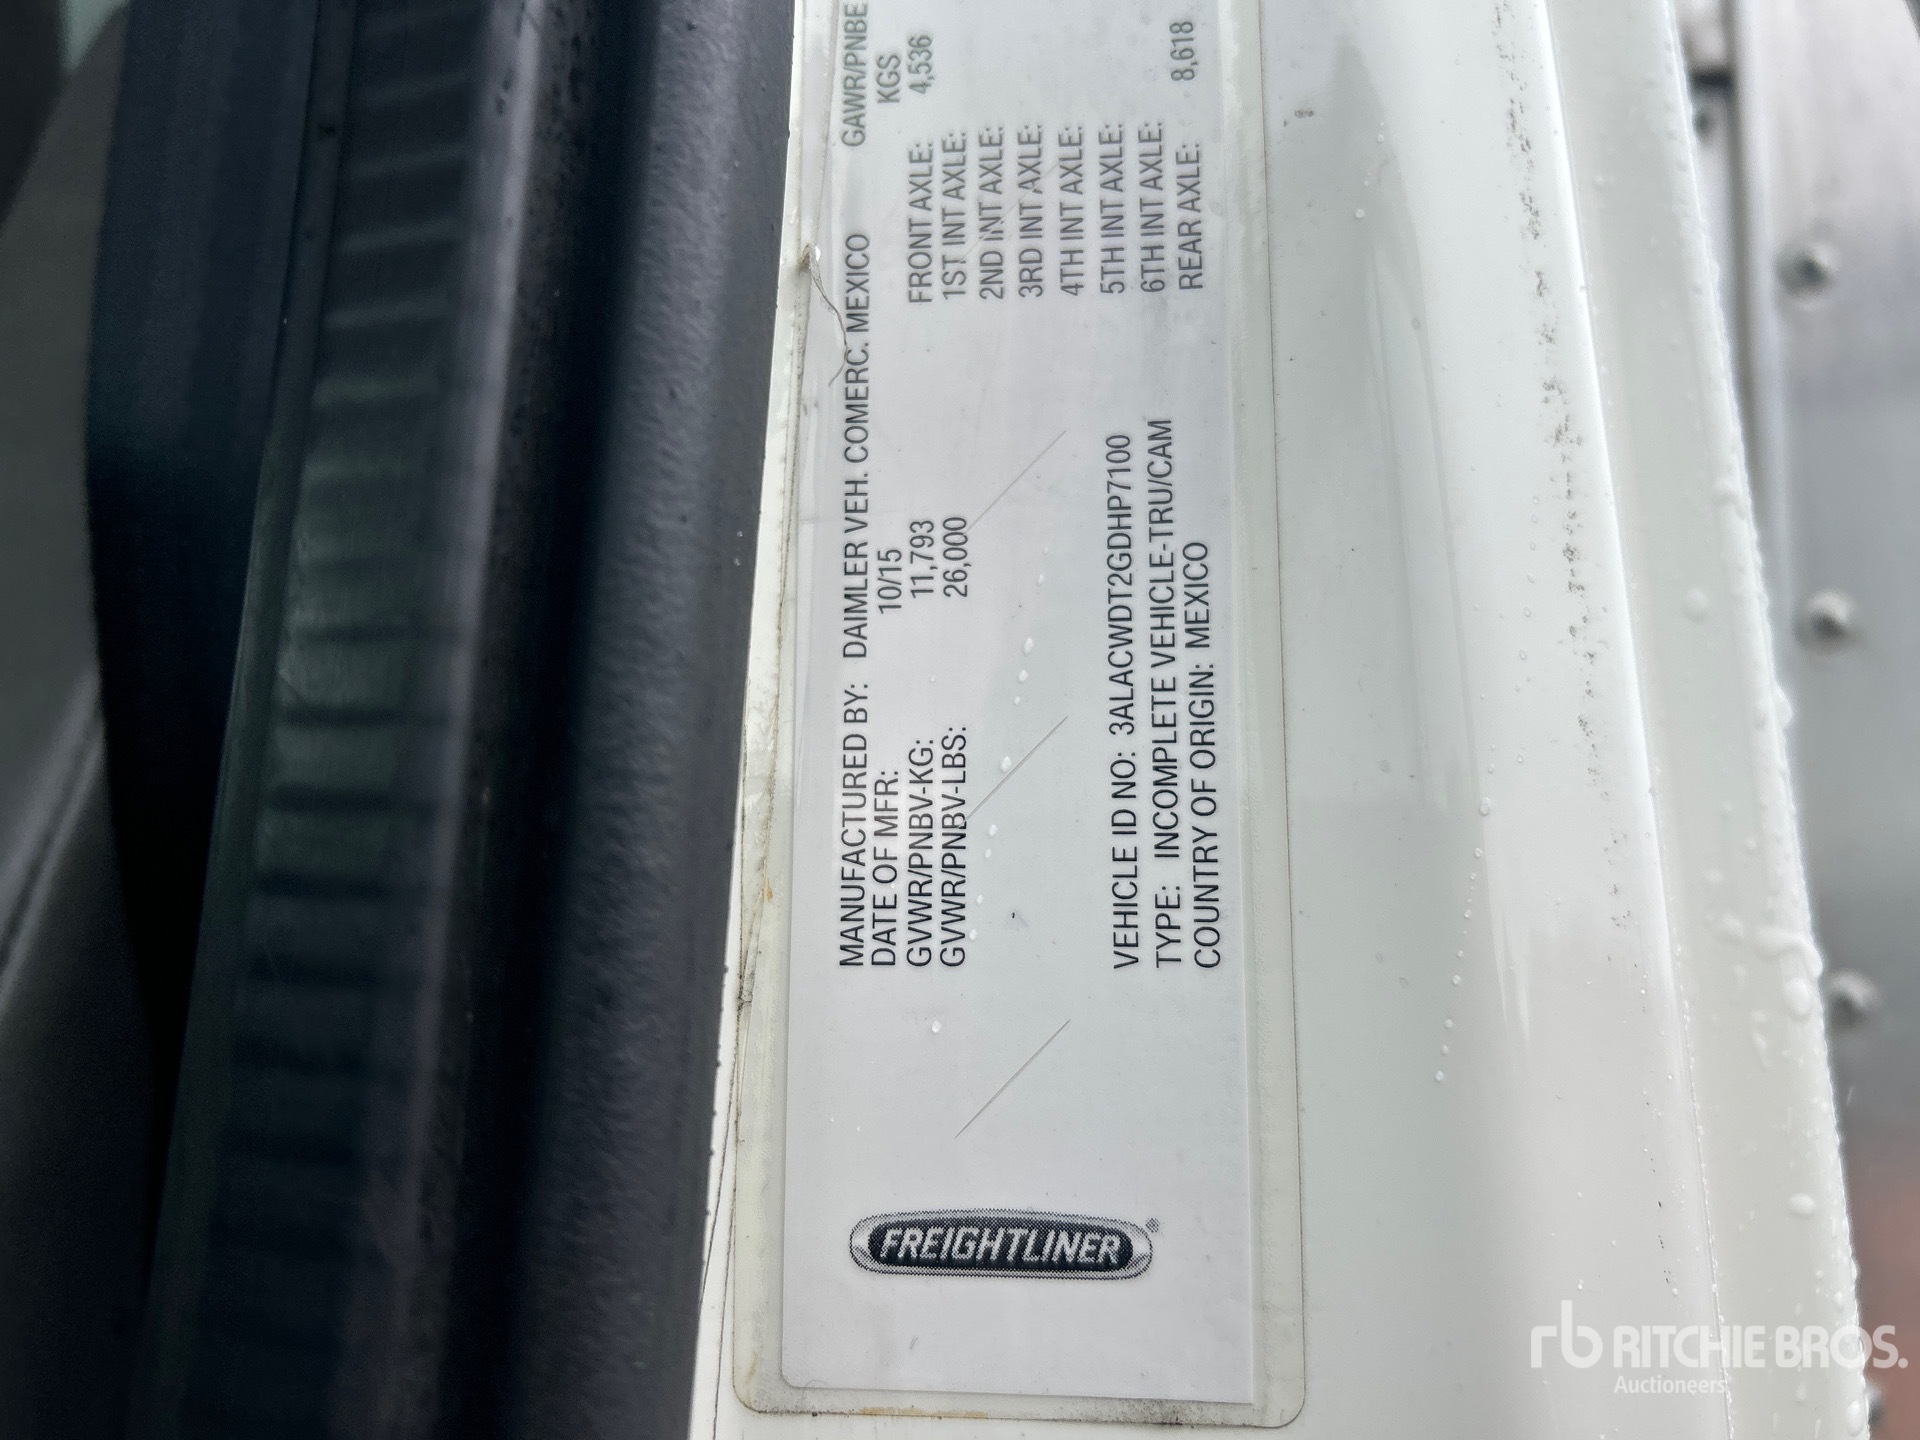 MANUFACTURED BY: DAIMLER VEH. COMERC. MEXICO GAWR/PNBE
DATE OF MFR: 10/15 KGS
GVWR/PNBV-KG: 11,793 FRONT AXLE: 4,536
GVWR/PNBV-LBS: 26,000 1ST INT AXLE:
2ND INT AXLE:
3RD INT AXLE:
4TH INT AXLE:
VEHICLE ID NO: 3ALACWDT2GDHP7100 5TH INT AXLE:
TYPE: INCOMPLETE VEHICLE-TRU/CAM 6TH INT AXLE:
COUNTRY OF ORIGIN: MEXICO REAR AXLE: 8,618
FREIGHTLINER®
rb RITCHIE BROS.
Auctioneers